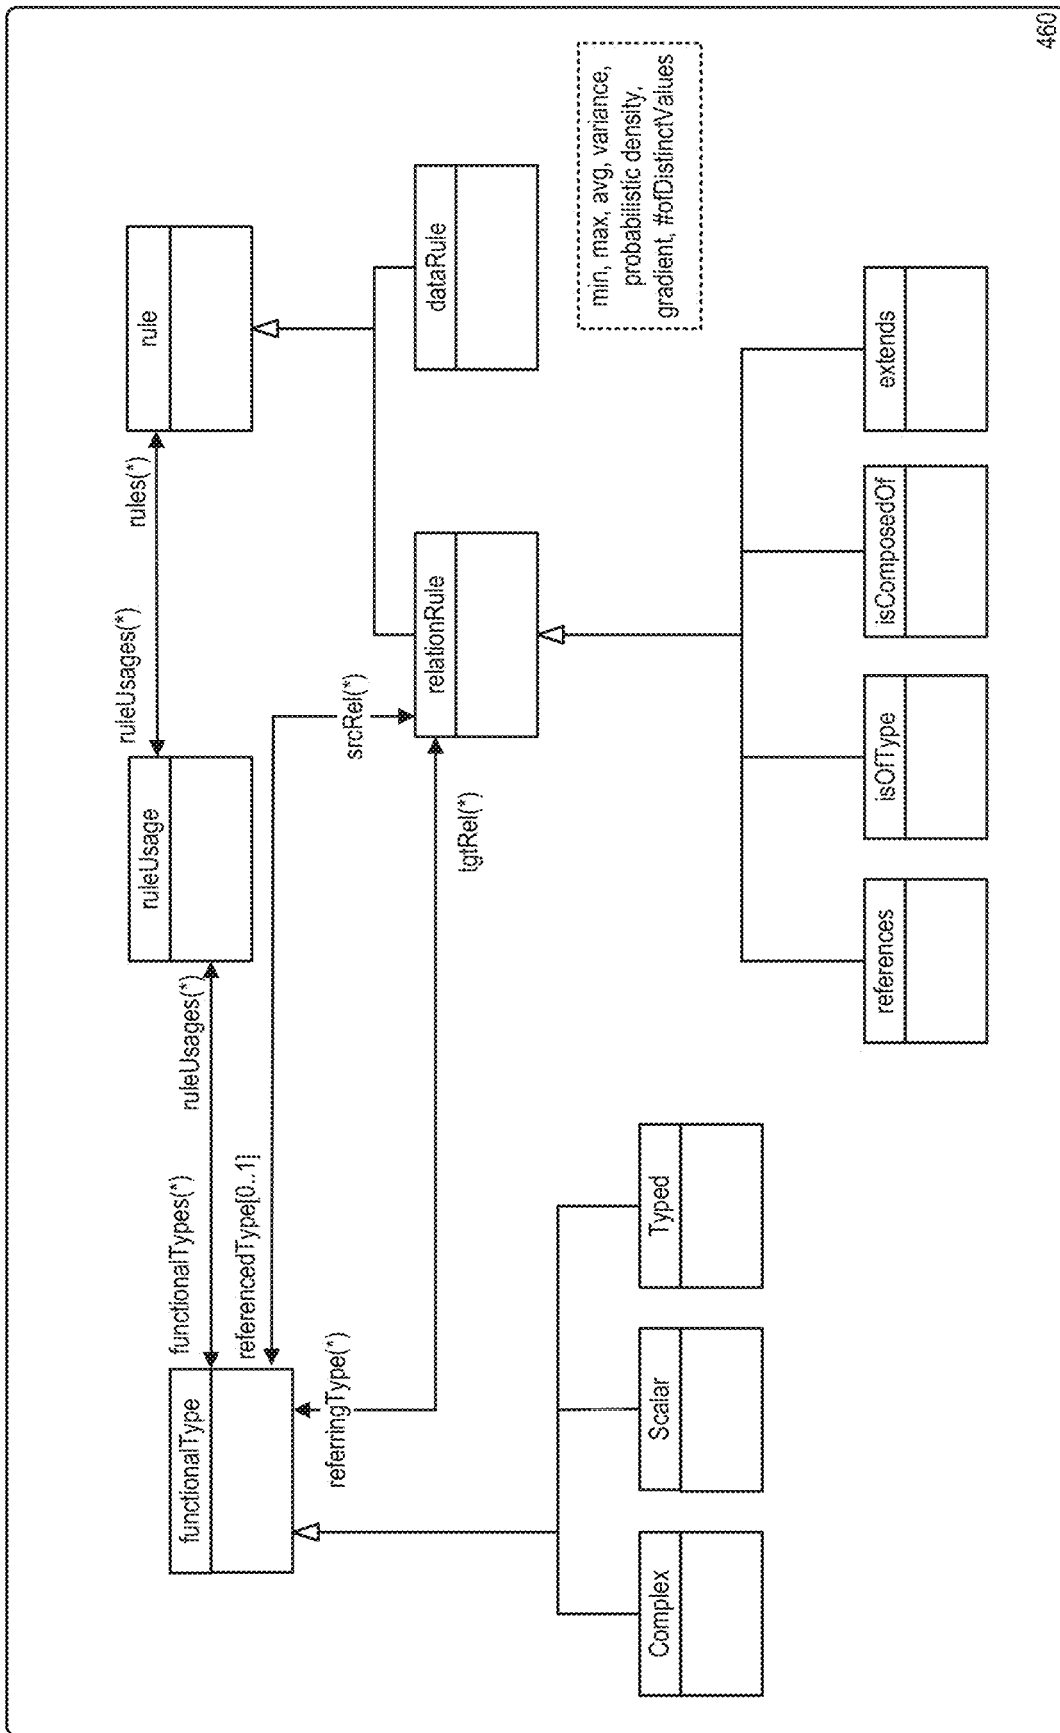 functionalType
functionalTypes(*)
ruleUsages(*)
ruleUsage
ruleUsages(*)
rules(*)
rule
referencedType[0..1]
srcRel(*)
referringType(*)
tgtRel(*)
relationRule
dataRule
min, max, avg, variance,
probabilistic density,
gradient, #ofDistinctValues
Complex
Scalar
Typed
references
isOfType
isComposedOf
extends
460